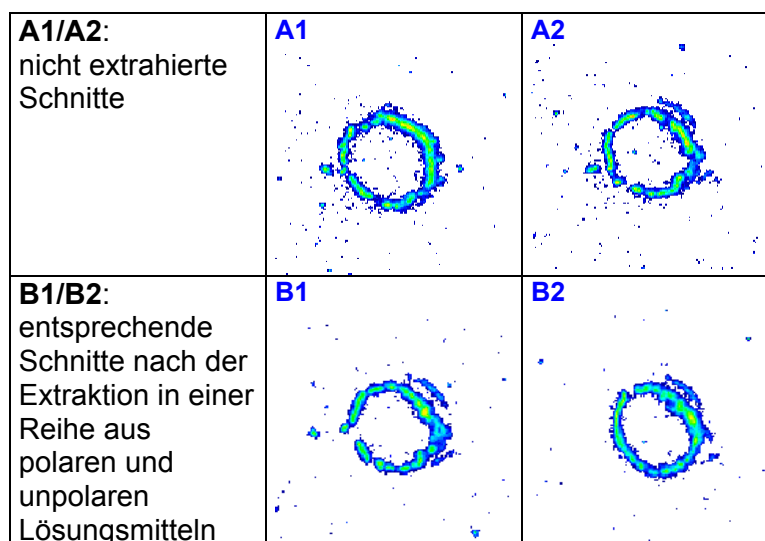 A1/A2:
nicht extrahierte
Schnitte
A1
A2
B1/B2:
entsprechende
Schnitte nach der
Extraktion in einer
Reihe aus
polaren und
unpolaren
Lösungsmitteln
B1
B2